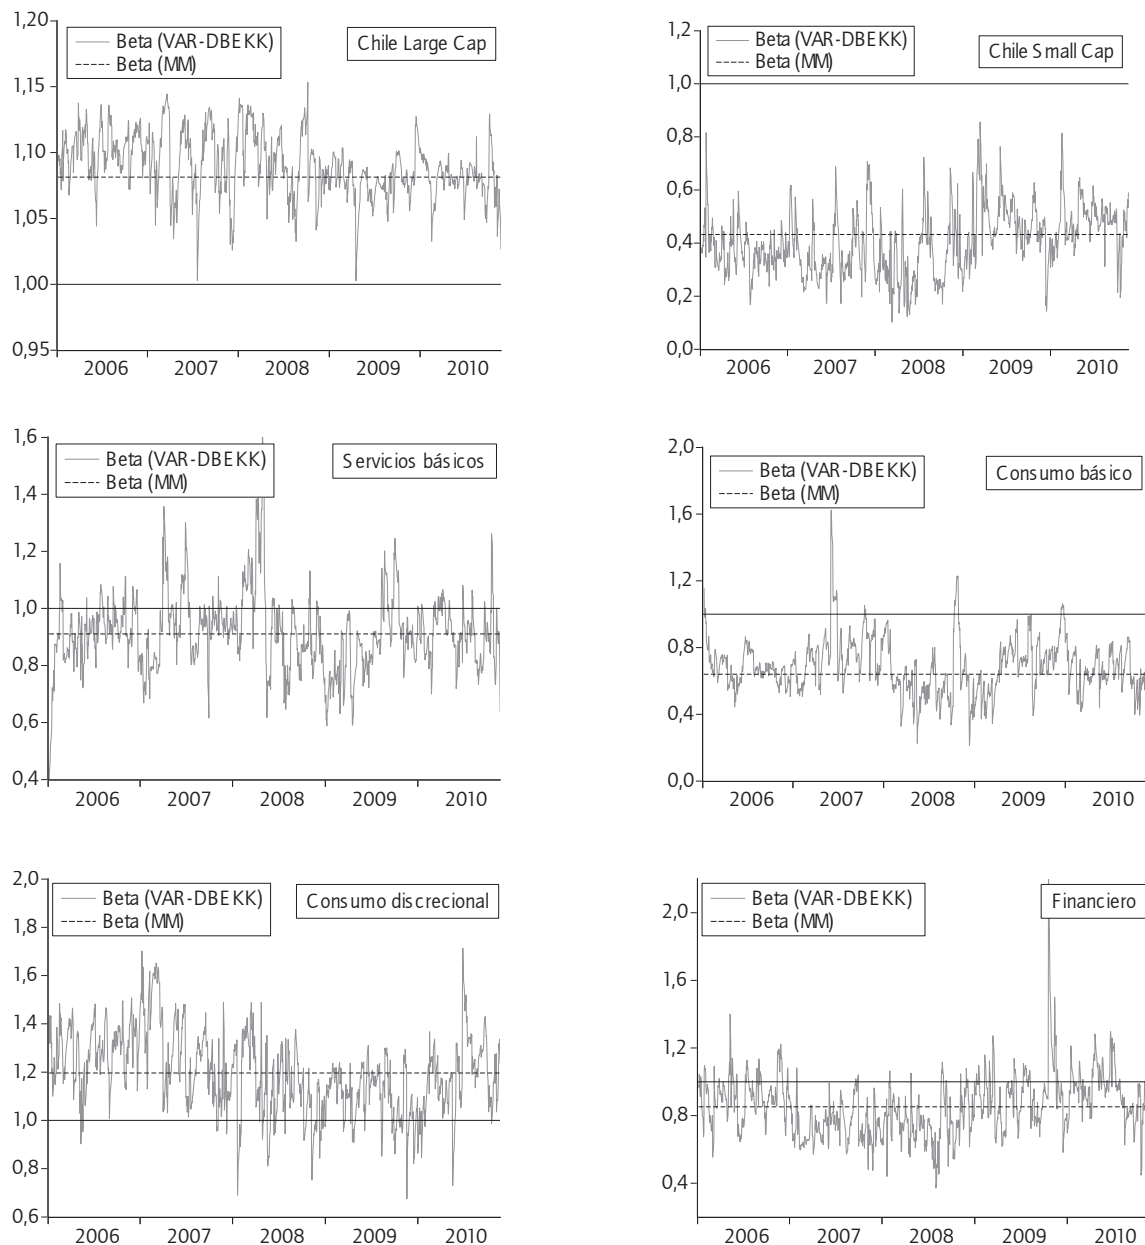 1,20
1,15
1,10
1,05
1,00
0,95
Beta (VAR-DBEKK)
Beta (MM)
Chile Large Cap
2006 2007 2008 2009 2010
1,2
1,0
0,8
0,6
0,4
0,2
0,0
Beta (VAR-DBEKK)
Beta (MM)
Chile Small Cap
2006 2007 2008 2009 2010
1,6
1,4
1,2
1,0
0,8
0,6
0,4
Beta (VAR-DBEKK)
Beta (MM)
Servicios básicos
2006 2007 2008 2009 2010
2,0
1,6
1,2
0,8
0,4
0,0
Beta (VAR-DBEKK)
Beta (MM)
Consumo básico
2006 2007 2008 2009 2010
2,0
1,8
1,6
1,4
1,2
1,0
0,8
0,6
Beta (VAR-DBEKK)
Beta (MM)
Consumo discrecional
2006 2007 2008 2009 2010
2,0
1,6
1,2
0,8
0,4
Beta (VAR-DBEKK)
Beta (MM)
Financiero
2006 2007 2008 2009 2010